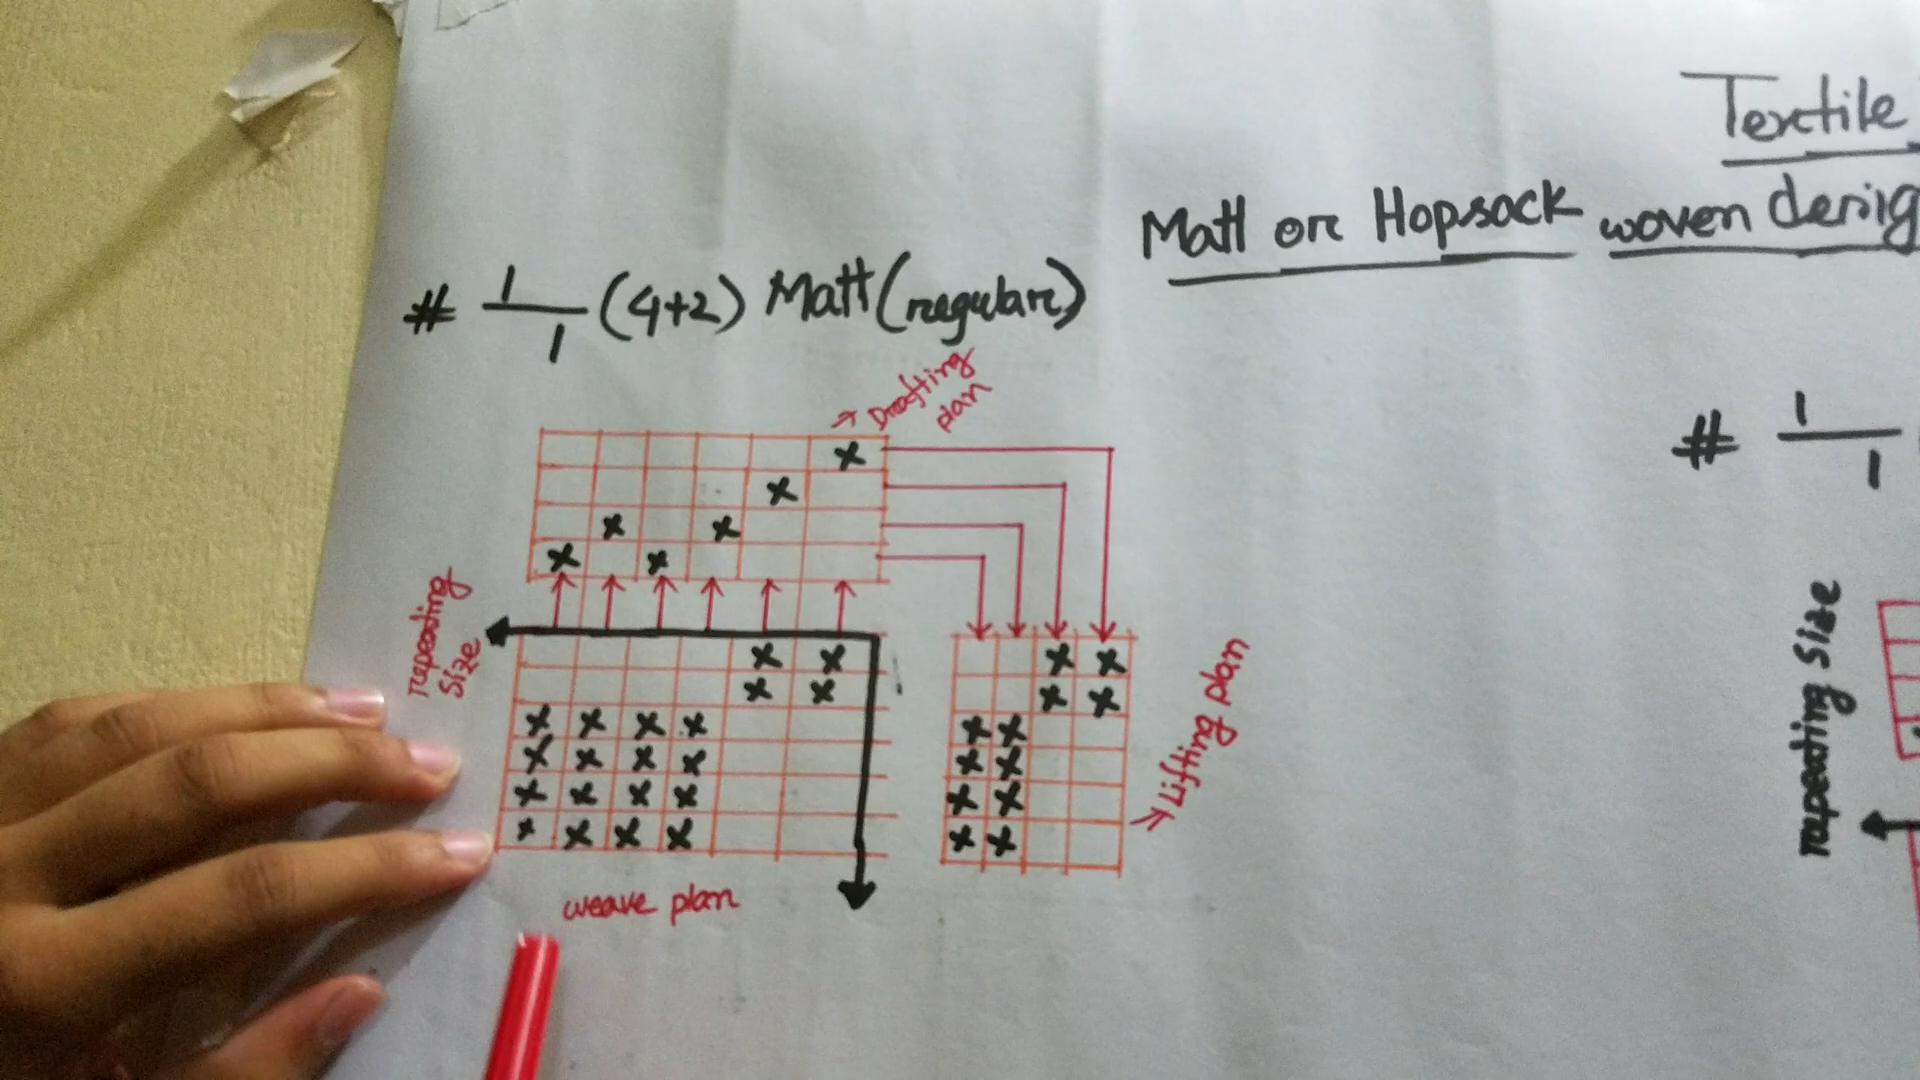 Textile
Matt or Hopsack woven desig
# 1/1 (4+2) Matt (regular)
→ Drafting
plan
repeating
size
x
x
x x
x x
x x
x x
x x x x
x x x x
x x x x
x x x x
x x
x x
x x
x x
x x
x x
→ Lifting plan
weave plan
# 1/1
repeating size